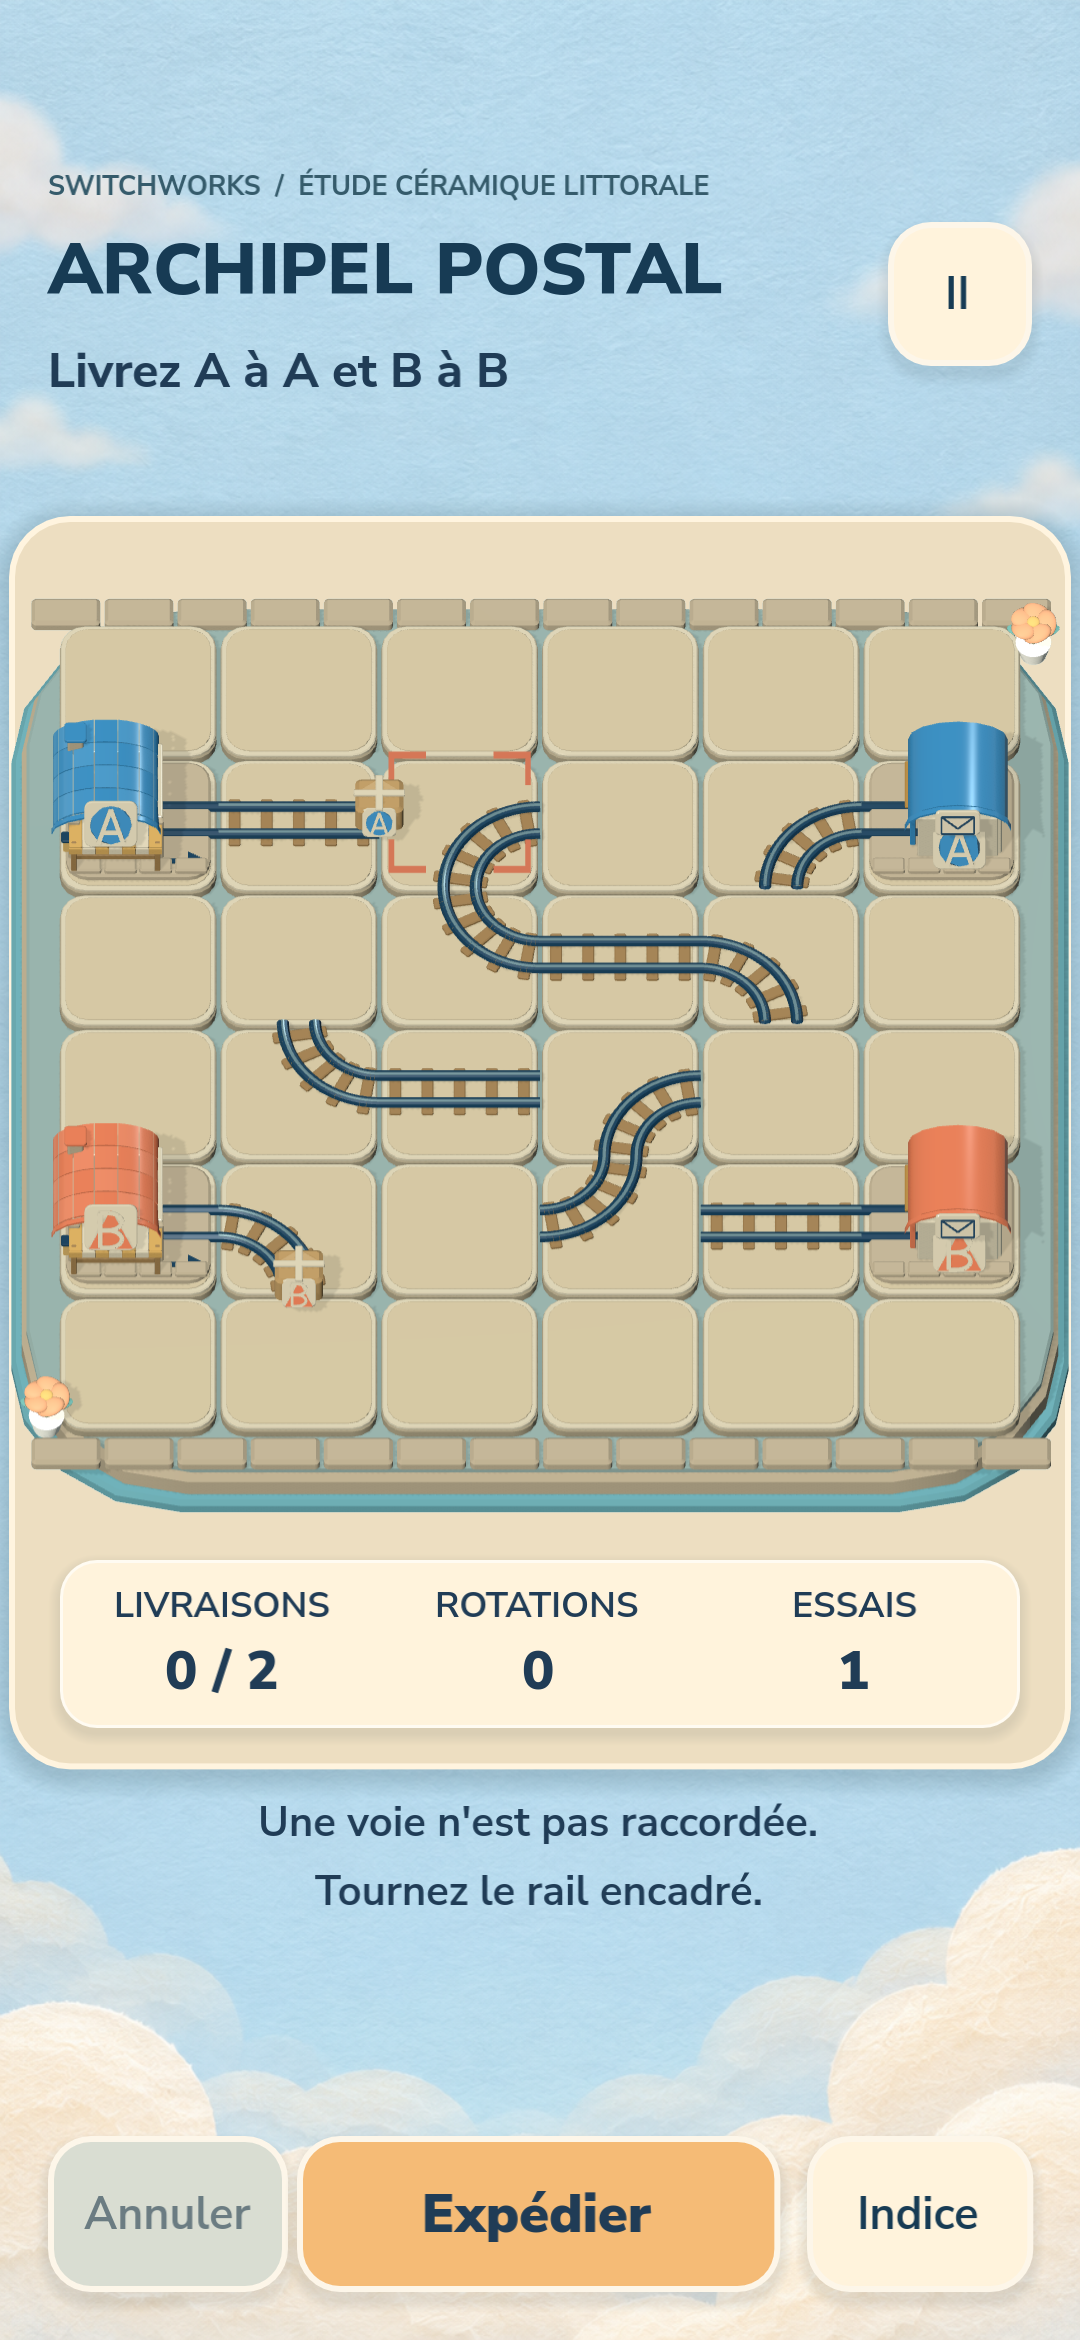 SWITCHWORKS / ÉTUDE CÉRAMIQUE LITTORALE
ARCHIPEL POSTAL
II
Livrez A à A et B à B
A
A
A
B
B
B
LIVRAISONS ROTATIONS ESSAIS
0 / 2 0 1
Une voie n'est pas raccordée.
Tournez le rail encadré.
Annuler Expédier Indice